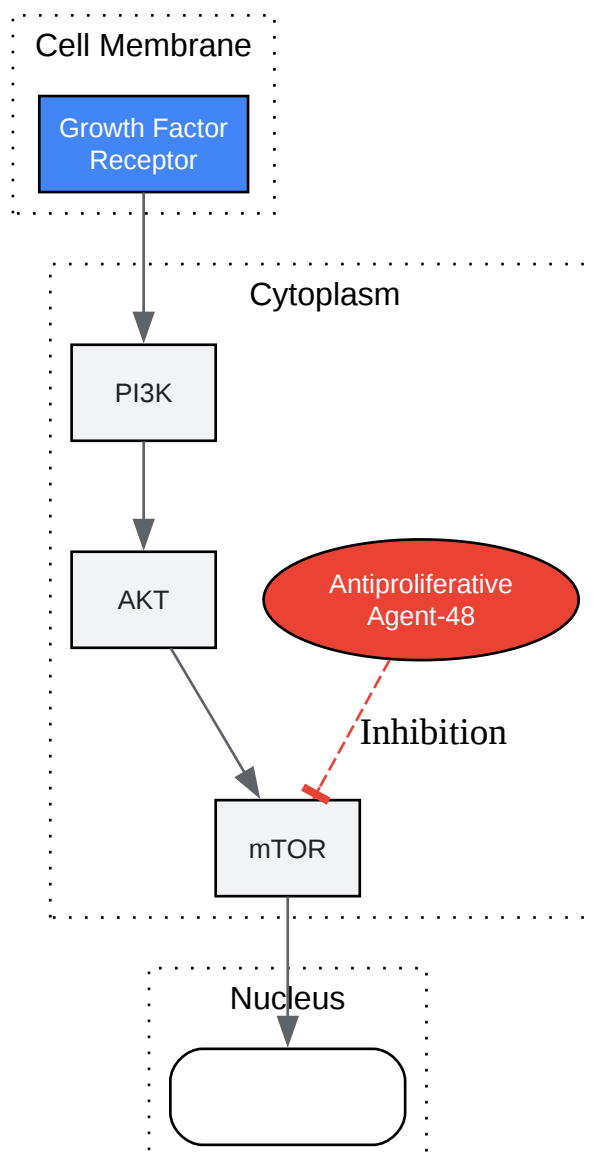 Cell Membrane
Growth Factor
Receptor
Cytoplasm
PI3K
AKT
Antiproliferative
Agent-48
Inhibition
mTOR
Nucleus